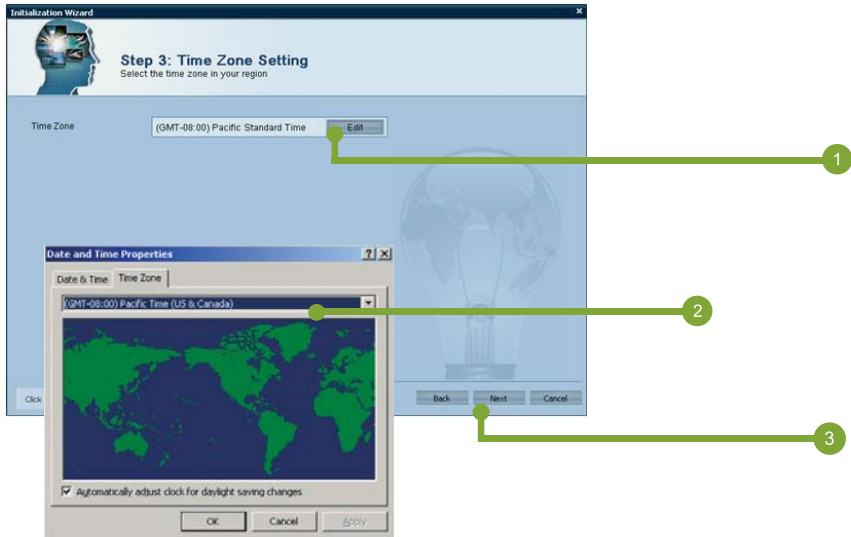 Initialization Wizard
Step 3: Time Zone Setting
Select the time zone in your region
Time Zone (GMT-08:00) Pacific Standard Time Edit
1
Date and Time Properties
Date & Time Time Zone
(GMT-08:00) Pacific Time (US & Canada)
2
Click
Back Next Cancel
3
Automatically adjust clock for daylight saving changes
OK Cancel Apply